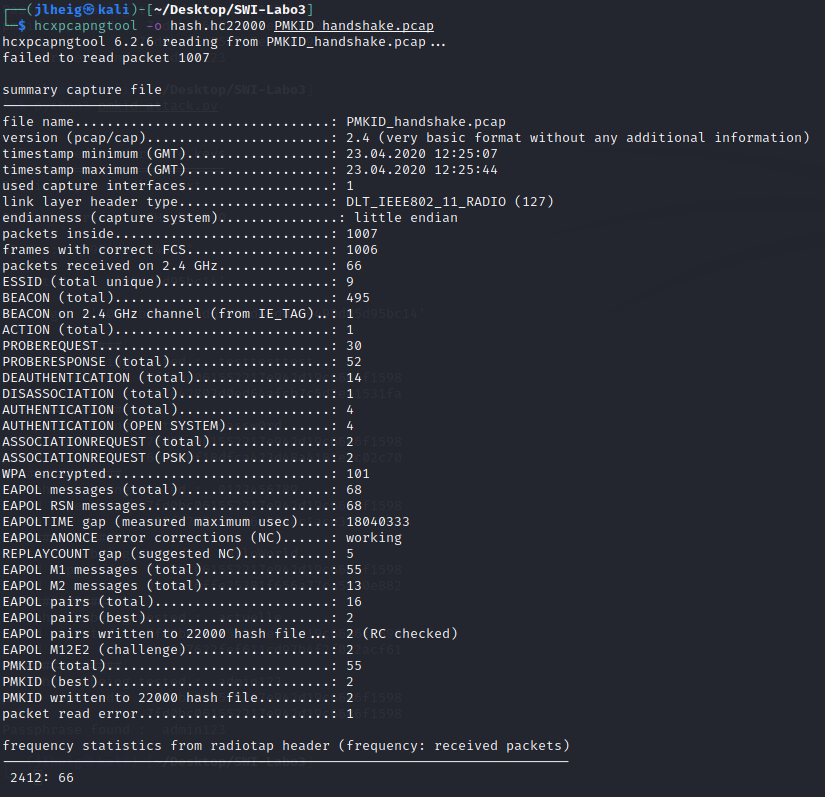 (jlheig㉿kali)-[~/Desktop/SWI-Labo3]
$ hcxpcapngtool -o hash.hc22000 PMKID_handshake.pcap
hcxpcapngtool 6.2.6 reading from PMKID_handshake.pcap...
failed to read packet 1007
summary capture file
file name................................: PMKID_handshake.pcap
version (pcap/cap).......................: 2.4 (very basic format without any additional information)
timestamp minimum (GMT)..................: 23.04.2020 12:25:07
timestamp maximum (GMT)..................: 23.04.2020 12:25:44
used capture interfaces..................: 1
link layer header type...................: DLT_IEEE802_11_RADIO (127)
endianness (capture system)...............: little endian
packets inside...........................: 1007
frames with correct FCS..................: 1006
packets received on 2.4 GHz..............: 66
ESSID (total unique).....................: 9
BEACON (total)...........................: 495
BEACON on 2.4 GHz channel (from IE_TAG)..: 1
ACTION (total)...........................: 1
PROBEREQUEST.............................: 30
PROBERESPONSE (total)....................: 52
DEAUTHENTICATION (total).................: 14
DISASSOCIATION (total)...................: 1
AUTHENTICATION (total)...................: 4
AUTHENTICATION (OPEN SYSTEM).............: 4
ASSOCIATIONREQUEST (total)...............: 2
ASSOCIATIONREQUEST (PSK).................: 2
WPA encrypted............................: 101
EAPOL messages (total)...................: 68
EAPOL RSN messages.......................: 68
EAPOLTIME gap (measured maximum usec)....: 18040333
EAPOL ANONCE error corrections (NC)......: working
REPLAYCOUNT gap (suggested NC)...........: 5
EAPOL M1 messages (total)................: 55
EAPOL M2 messages (total)................: 13
EAPOL pairs (total)......................: 16
EAPOL pairs (best).......................: 2
EAPOL pairs written to 22000 hash file...: 2 (RC checked)
EAPOL M12E2 (challenge)..................: 2
PMKID (total)............................: 55
PMKID (best).............................: 2
PMKID written to 22000 hash file.........: 2
packet read error........................: 1
frequency statistics from radiotap header (frequency: received packets)
2412: 66